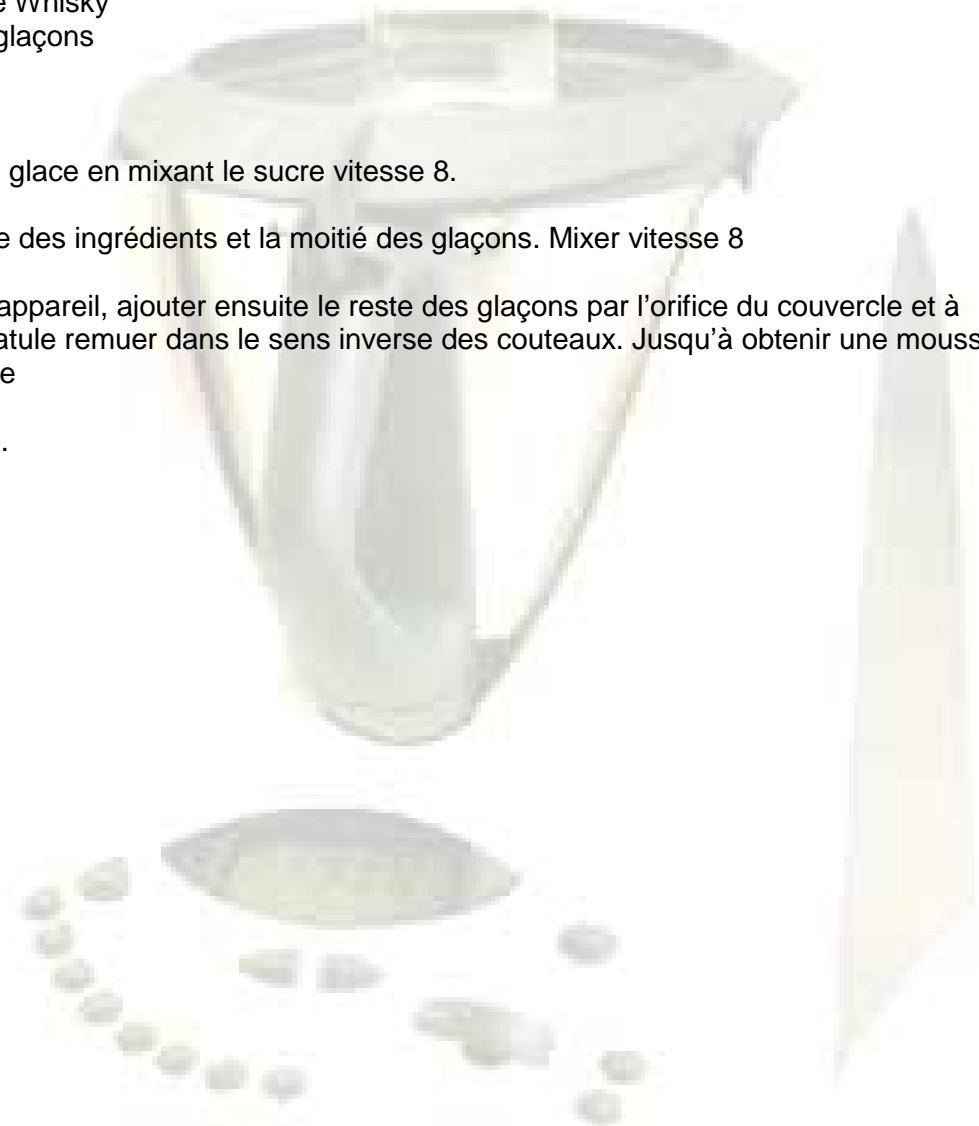 e Whisky
glaçons
glace en mixant le sucre vitesse 8.
e des ingrédients et la moitié des glaçons. Mixer vitesse 8
appareil, ajouter ensuite le reste des glaçons par l’orifice du couvercle et à
atule remuer dans le sens inverse des couteaux. Jusqu’à obtenir une mouss
e
.